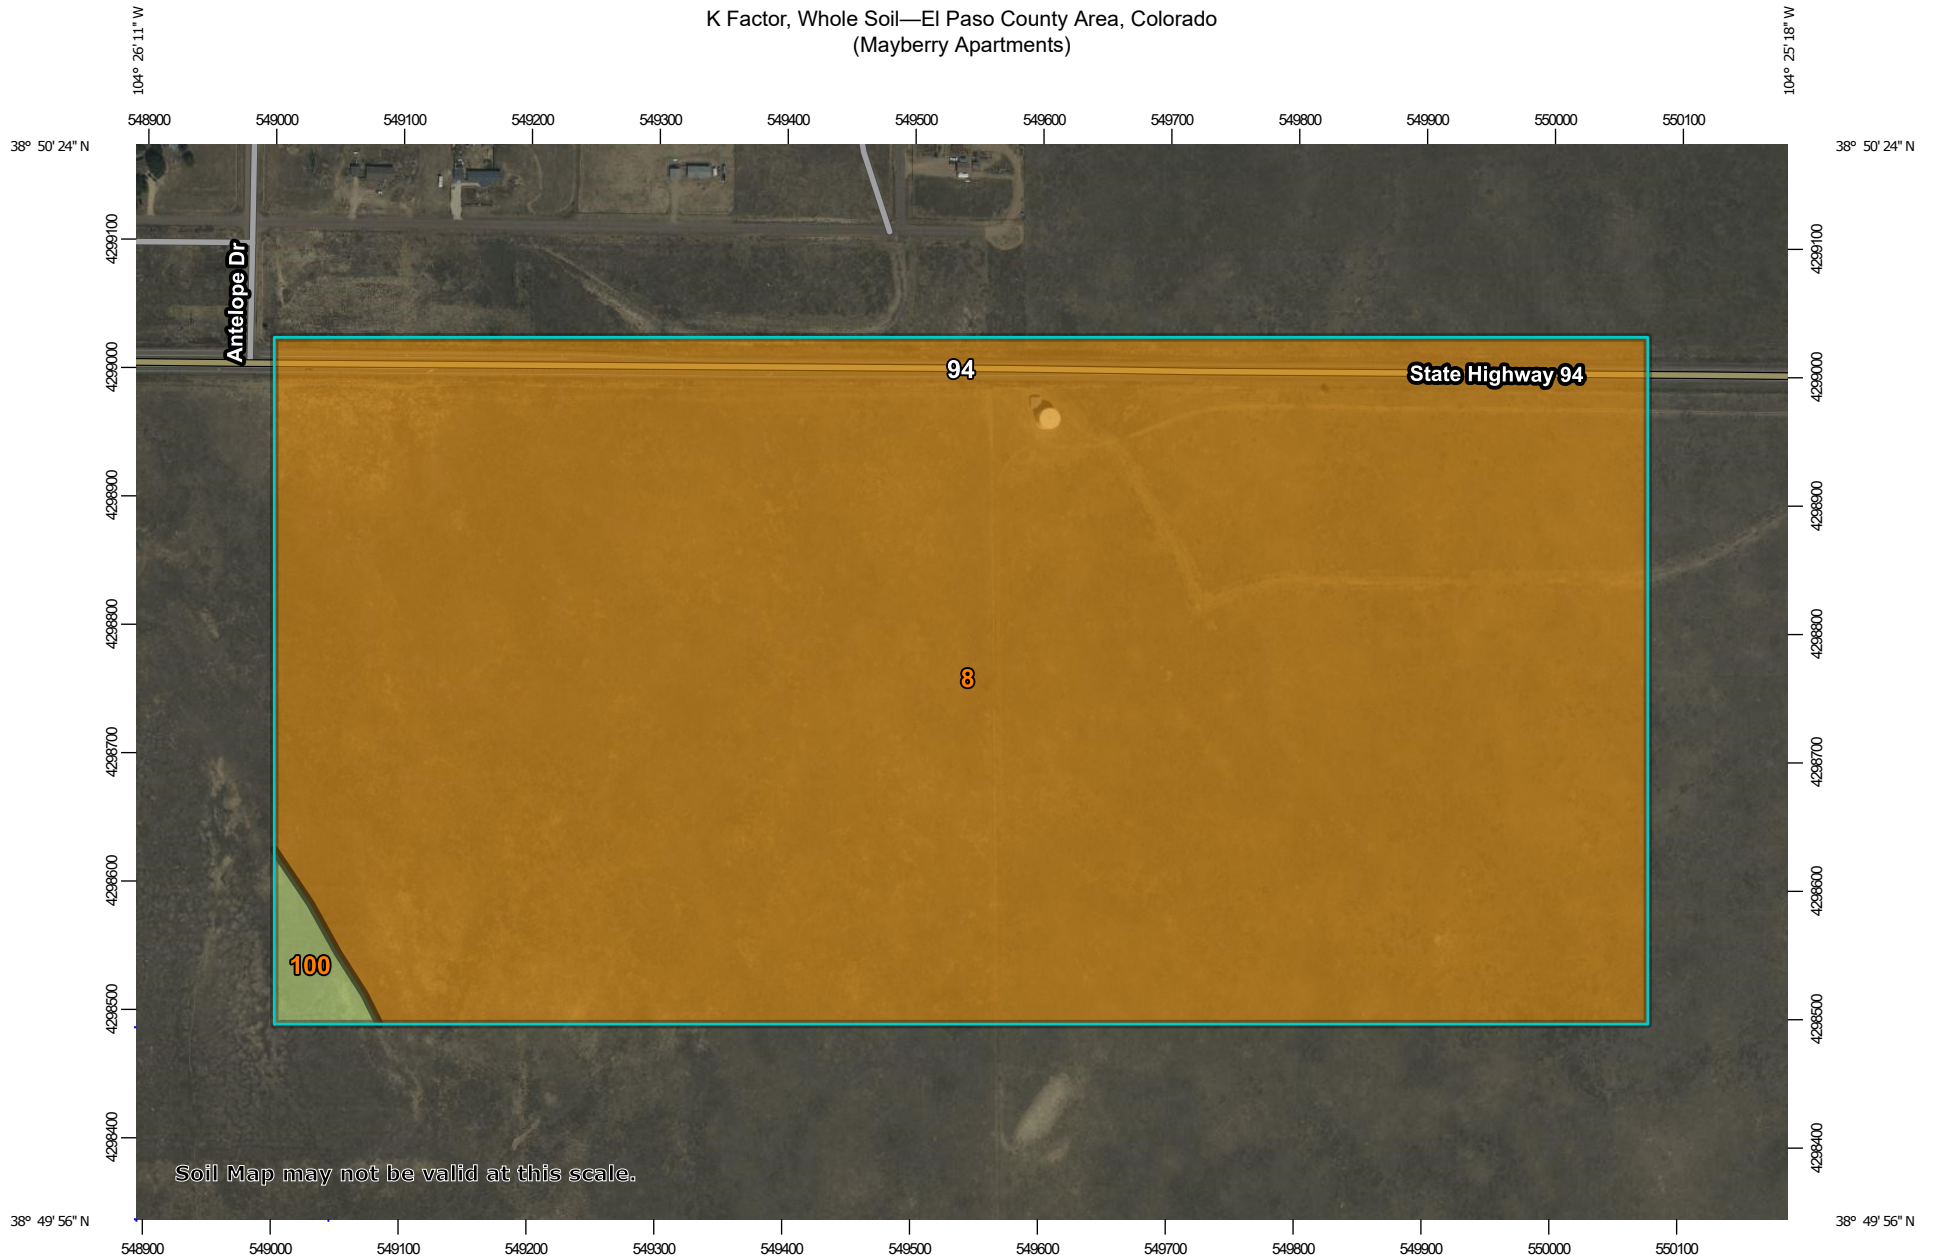 K Factor, Whole Soil—El Paso County Area, Colorado
(Mayberry Apartments)
104° 26' 11" W
104° 25' 18" W
548900 549000 549100 549200 549300 549400 549500 549600 549700 549800 549900 550000 550100
38° 50' 24" N
38° 50' 24" N
4299100
4299100
Antelope Dr
4299000
94
State Highway 94
4299000
4298900
4298900
4298800
4298800
8
4298700
4298700
4298600
4298600
100
4298500
4298500
4298400
4298400
Soil Map may not be valid at this scale.
38° 49' 56" N
38° 49' 56" N
548900 549000 549100 549200 549300 549400 549500 549600 549700 549800 549900 550000 550100